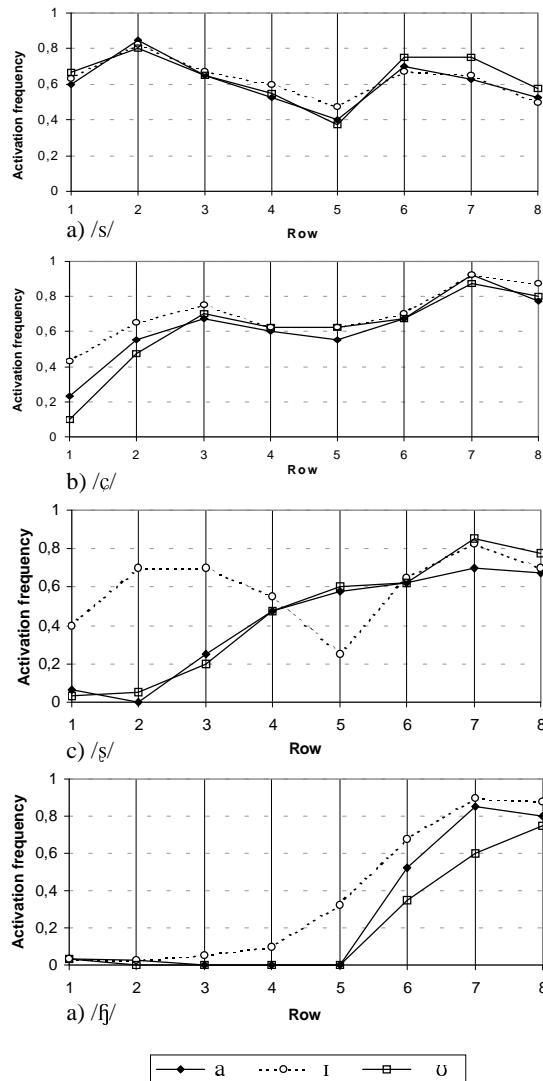 Activation frequency
1
0,8
0,6
0,4
0,2
0
1 2 3 4 5 6 7 8
Row
a) /s/
Activation frequency
1
0,8
0,6
0,4
0,2
0
1 2 3 4 5 6 7 8
Row
b) /ç/
Activation frequency
1
0,8
0,6
0,4
0,2
0
1 2 3 4 5 6 7 8
Row
c) /ʂ/
Activation frequency
1
0,8
0,6
0,4
0,2
0
1 2 3 4 5 6 7 8
Row
a) /ɧ/
a ɪ ʊ